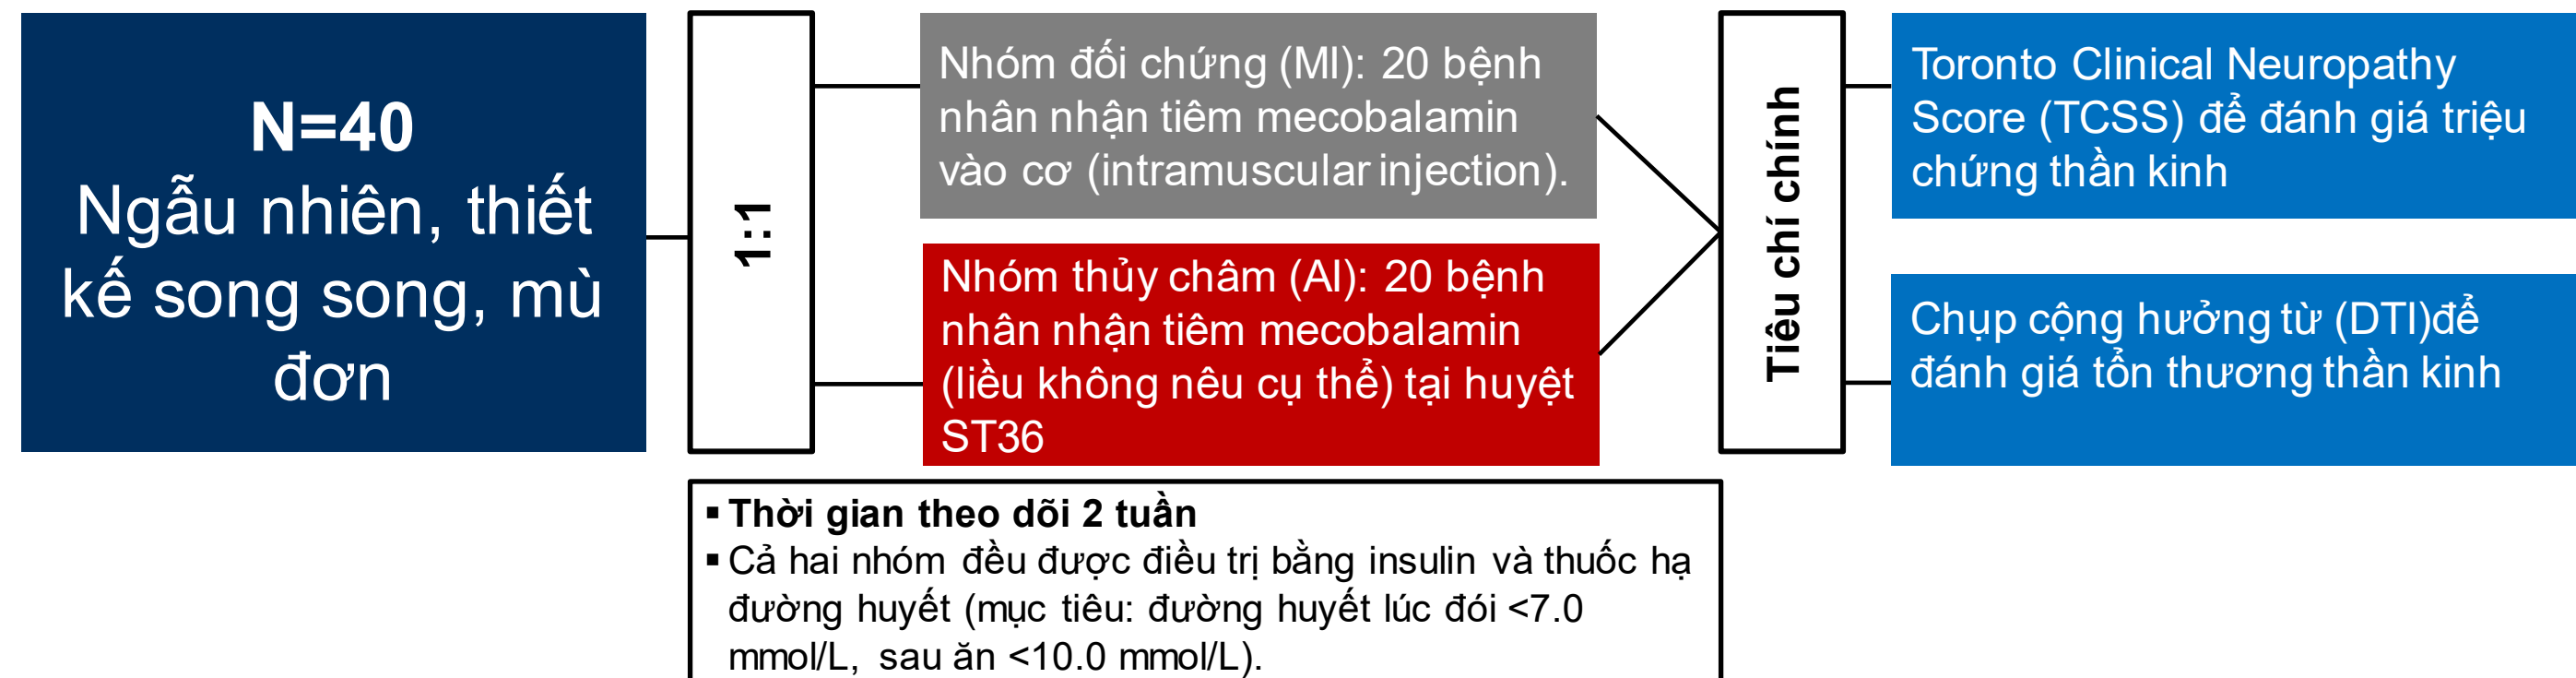 N=40
Ngẫu nhiên, thiết
kế song song, mù
đơn
1:1
Nhóm đối chứng (MI): 20 bệnh
nhân nhận tiêm mecobalamin
vào cơ (intramuscular injection).
Nhóm thủy châm (AI): 20 bệnh
nhân nhận tiêm mecobalamin
(liều không nêu cụ thể) tại huyệt
ST36
Tiêu chí chính
Toronto Clinical Neuropathy
Score (TCSS) để đánh giá triệu
chứng thần kinh
Chụp cộng hưởng từ (DTI)để
đánh giá tổn thương thần kinh
▪ Thời gian theo dõi 2 tuần
▪ Cả hai nhóm đều được điều trị bằng insulin và thuốc hạ
đường huyết (mục tiêu: đường huyết lúc đói <7.0
mmol/L, sau ăn <10.0 mmol/L).